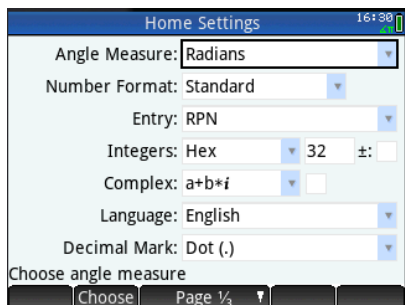 Home Settings 16:30
∡π
Angle Measure: Radians
Number Format: Standard
Entry: RPN
Integers: Hex 32 ±:
Complex: a+b*i
Language: English
Decimal Mark: Dot (.)
Choose angle measure
Choose Page ⅓